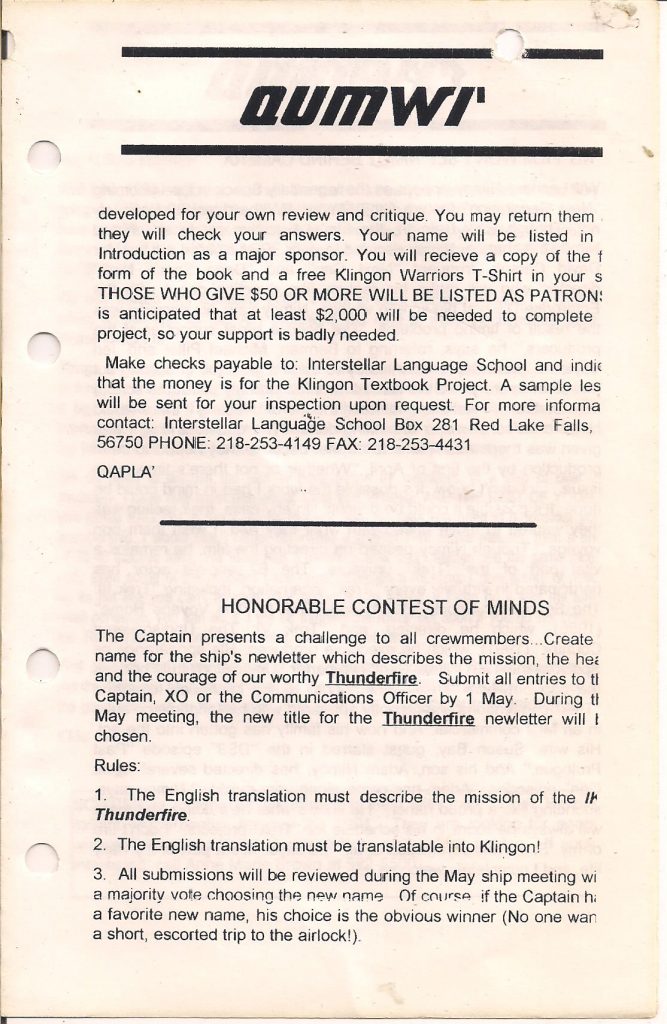 QUMWI'
developed for your own review and critique. You may return them
they will check your answers. Your name will be listed in
Introduction as a major sponsor. You will recieve a copy of the f
form of the book and a free Klingon Warriors T-Shirt in your s
THOSE WHO GIVE $50 OR MORE WILL BE LISTED AS PATRONS
is anticipated that at least $2,000 will be needed to complete
project, so your support is badly needed.
Make checks payable to: Interstellar Language School and indic
that the money is for the Klingon Textbook Project. A sample les
will be sent for your inspection upon request. For more informa
contact: Interstellar Language School Box 281 Red Lake Falls,
56750 PHONE: 218-253-4149 FAX: 218-253-4431
QAPLA'
HONORABLE CONTEST OF MINDS
The Captain presents a challenge to all crewmembers...Create
name for the ship's newletter which describes the mission, the hea
and the courage of our worthy Thunderfire. Submit all entries to th
Captain, XO or the Communications Officer by 1 May. During th
May meeting, the new title for the Thunderfire newletter will b
chosen.
Rules:
1. The English translation must describe the mission of the IK
Thunderfire.
2. The English translation must be translatable into Klingon!
3. All submissions will be reviewed during the May ship meeting wi
a majority vote choosing the new name. Of course if the Captain ha
a favorite new name, his choice is the obvious winner (No one wan
a short, escorted trip to the airlock!).